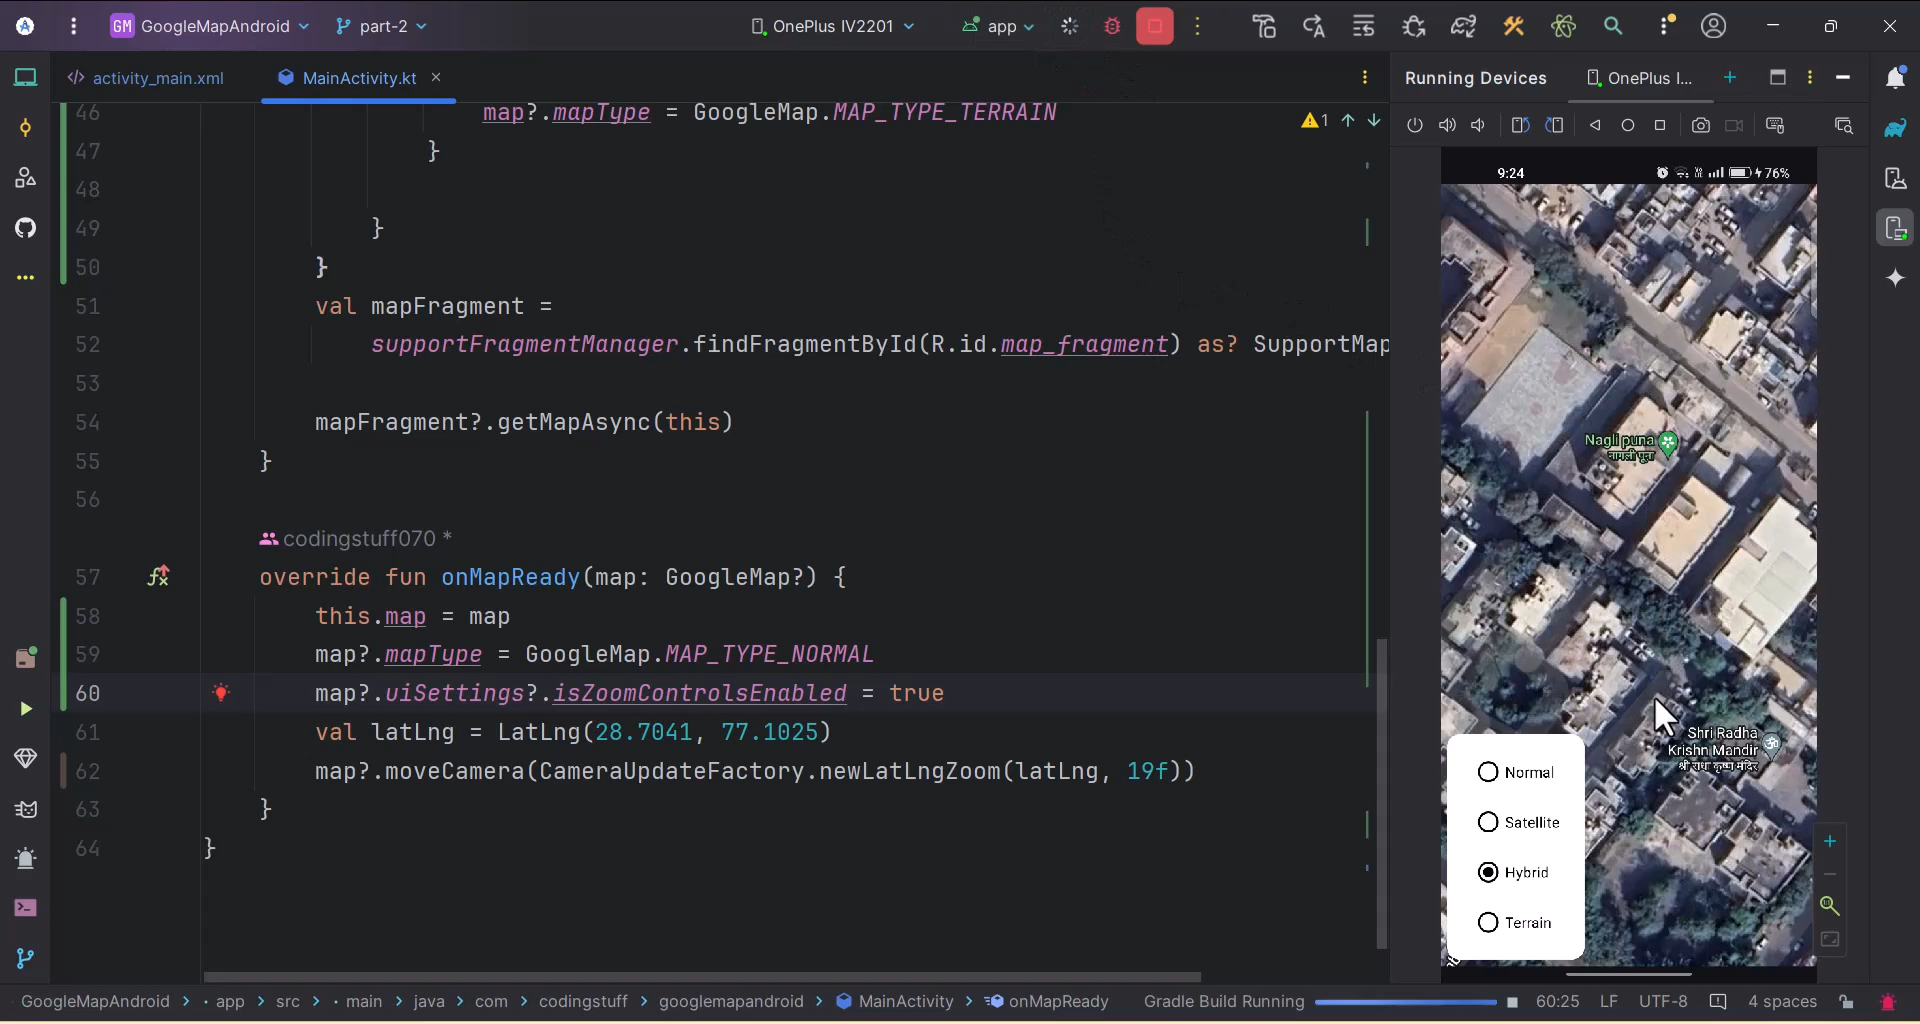 GM GoogleMapAndroid
part-2
OnePlus IV2201
app
activity_main.xml
MainActivity.kt
Running Devices
OnePlus I...
46 map?.mapType = GoogleMap.MAP_TYPE_TERRAIN
1
47 }
48
49 }
50 }
51 val mapFragment =
52 supportFragmentManager.findFragmentById(R.id.map_fragment) as? SupportMap
53
54 mapFragment?.getMapAsync(this)
55 }
56
codingstuff070 *
57 override fun onMapReady(map: GoogleMap?) {
58 this.map = map
59 map?.mapType = GoogleMap.MAP_TYPE_NORMAL
60 map?.uiSettings?.isZoomControlsEnabled = true
61 val latLng = LatLng(28.7041, 77.1025)
62 map?.moveCamera(CameraUpdateFactory.newLatLngZoom(latLng, 19f))
63 }
64 }
9:24
76%
Nagli puna
नागली पूना
Shri Radha
Krishn Mandir
श्री राधा कृष्ण मंदिर
Normal
Satellite
Hybrid
Terrain
GoogleMapAndroid > app > src > main > java > com > codingstuff > googlemapandroid > MainActivity > onMapReady
Gradle Build Running
60:25 LF UTF-8 4 spaces